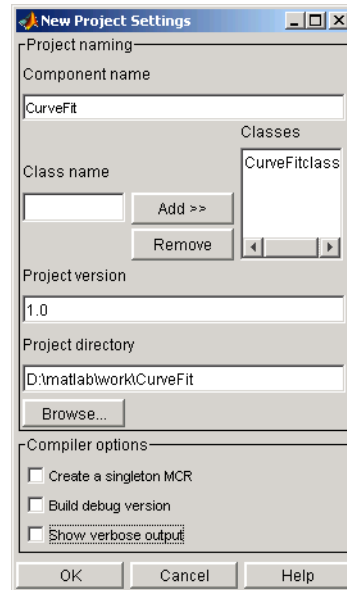 New Project Settings
Project naming
Component name
CurveFit
Classes
CurveFitclass
Class name
Add >>
Remove
Project version
1.0
Project directory
D:\matlab\work\CurveFit
Browse...
Compiler options
Create a singleton MCR
Build debug version
Show verbose output
OK Cancel Help